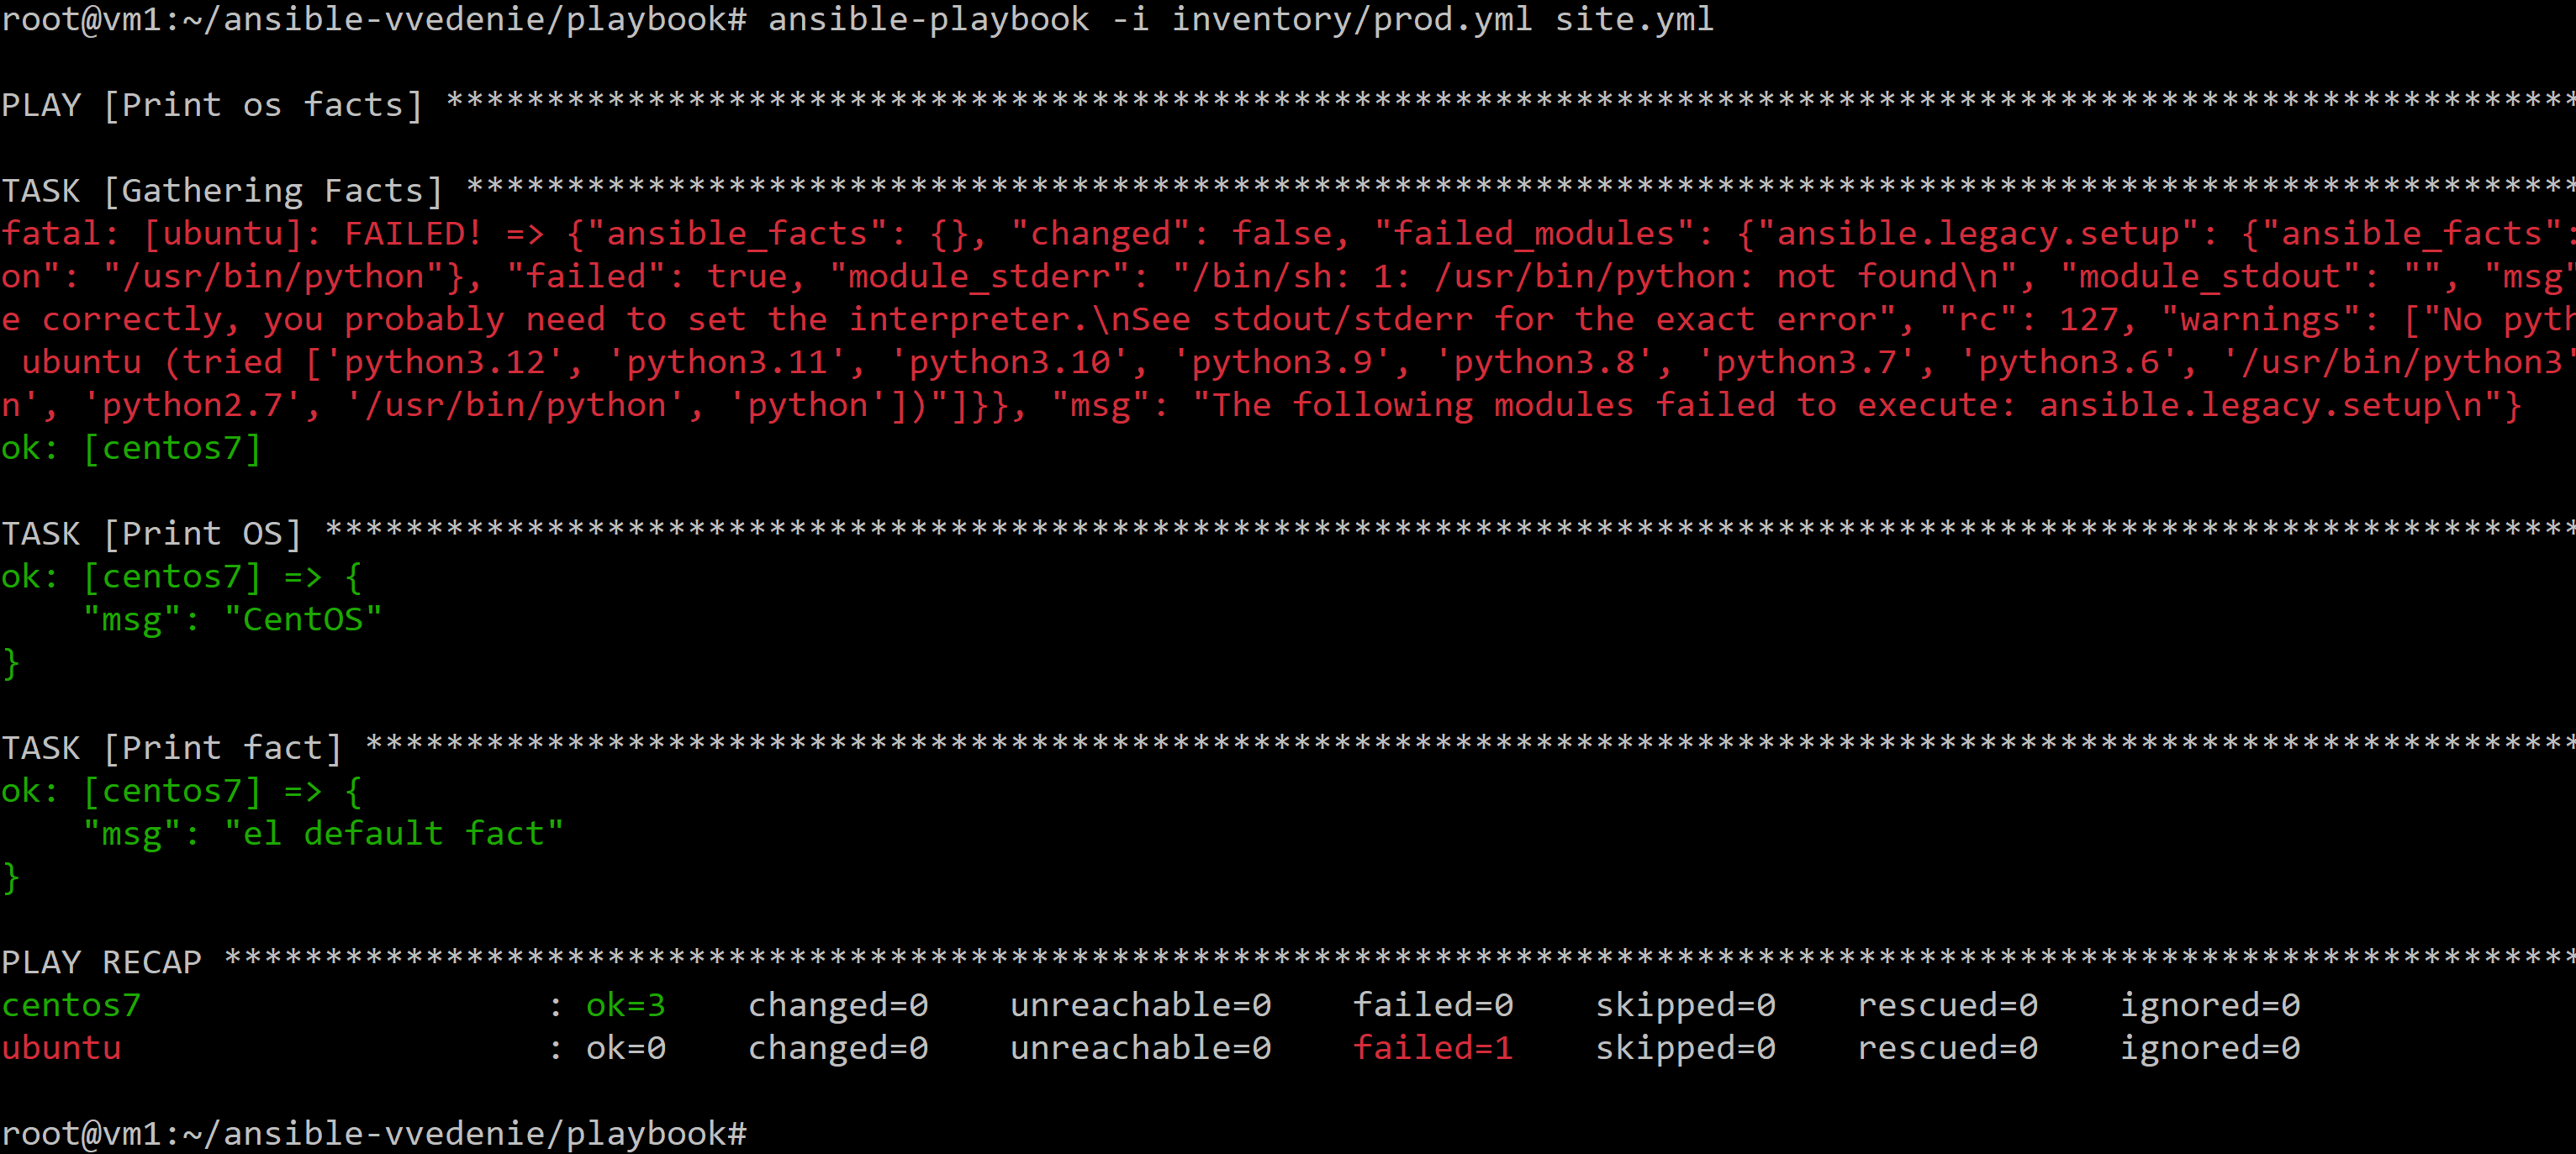 root@vm1:~/ansible-vvedenie/playbook# ansible-playbook -i inventory/prod.yml site.yml
PLAY [Print os facts] *********************************************************************************************************
TASK [Gathering Facts] ********************************************************************************************************
fatal: [ubuntu]: FAILED! => {"ansible_facts": {}, "changed": false, "failed_modules": {"ansible.legacy.setup": {"ansible_facts":
on": "/usr/bin/python"}, "failed": true, "module_stderr": "/bin/sh: 1: /usr/bin/python: not found\n", "module_stdout": "", "msg"
e correctly, you probably need to set the interpreter.\nSee stdout/stderr for the exact error", "rc": 127, "warnings": ["No pyth
ubuntu (tried ['python3.12', 'python3.11', 'python3.10', 'python3.9', 'python3.8', 'python3.7', 'python3.6', '/usr/bin/python3'
n', 'python2.7', '/usr/bin/python', 'python'])"]}}, "msg": "The following modules failed to execute: ansible.legacy.setup\n"}
ok: [centos7]
TASK [Print OS] ***************************************************************************************************************
ok: [centos7] => {
    "msg": "CentOS"
}
TASK [Print fact] *************************************************************************************************************
ok: [centos7] => {
    "msg": "el default fact"
}
PLAY RECAP ********************************************************************************************************************
centos7                    : ok=3    changed=0    unreachable=0    failed=0    skipped=0    rescued=0    ignored=0
ubuntu                     : ok=0    changed=0    unreachable=0    failed=1    skipped=0    rescued=0    ignored=0
root@vm1:~/ansible-vvedenie/playbook#